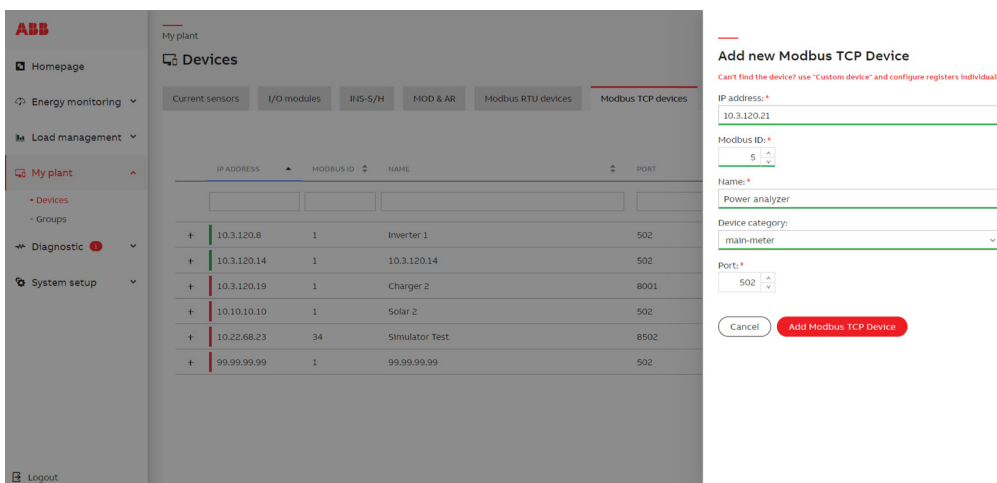 ABB
Homepage
Energy monitoring
Load management
My plant
• Devices
- Groups
Diagnostic 1
System setup
Logout
My plant
Devices
Current sensors I/O modules INS-S/H MOD & AR Modbus RTU devices Modbus TCP devices
IP ADDRESS MODBUS ID NAME PORT
+ 10.3.120.8 1 Inverter 1 502
+ 10.3.120.14 1 10.3.120.14 502
+ 10.3.120.19 1 Charger 2 8001
+ 10.10.10.10 1 Solar 2 502
+ 10.22.68.23 34 Simulator Test 8502
+ 99.99.99.99 1 99.99.99.99 502
Add new Modbus TCP Device
Can't find the device? use "Custom device" and configure registers individual
IP address: *
10.3.120.21
Modbus ID: *
5
Name: *
Power analyzer
Device category:
main-meter
Port: *
502
Cancel Add Modbus TCP Device